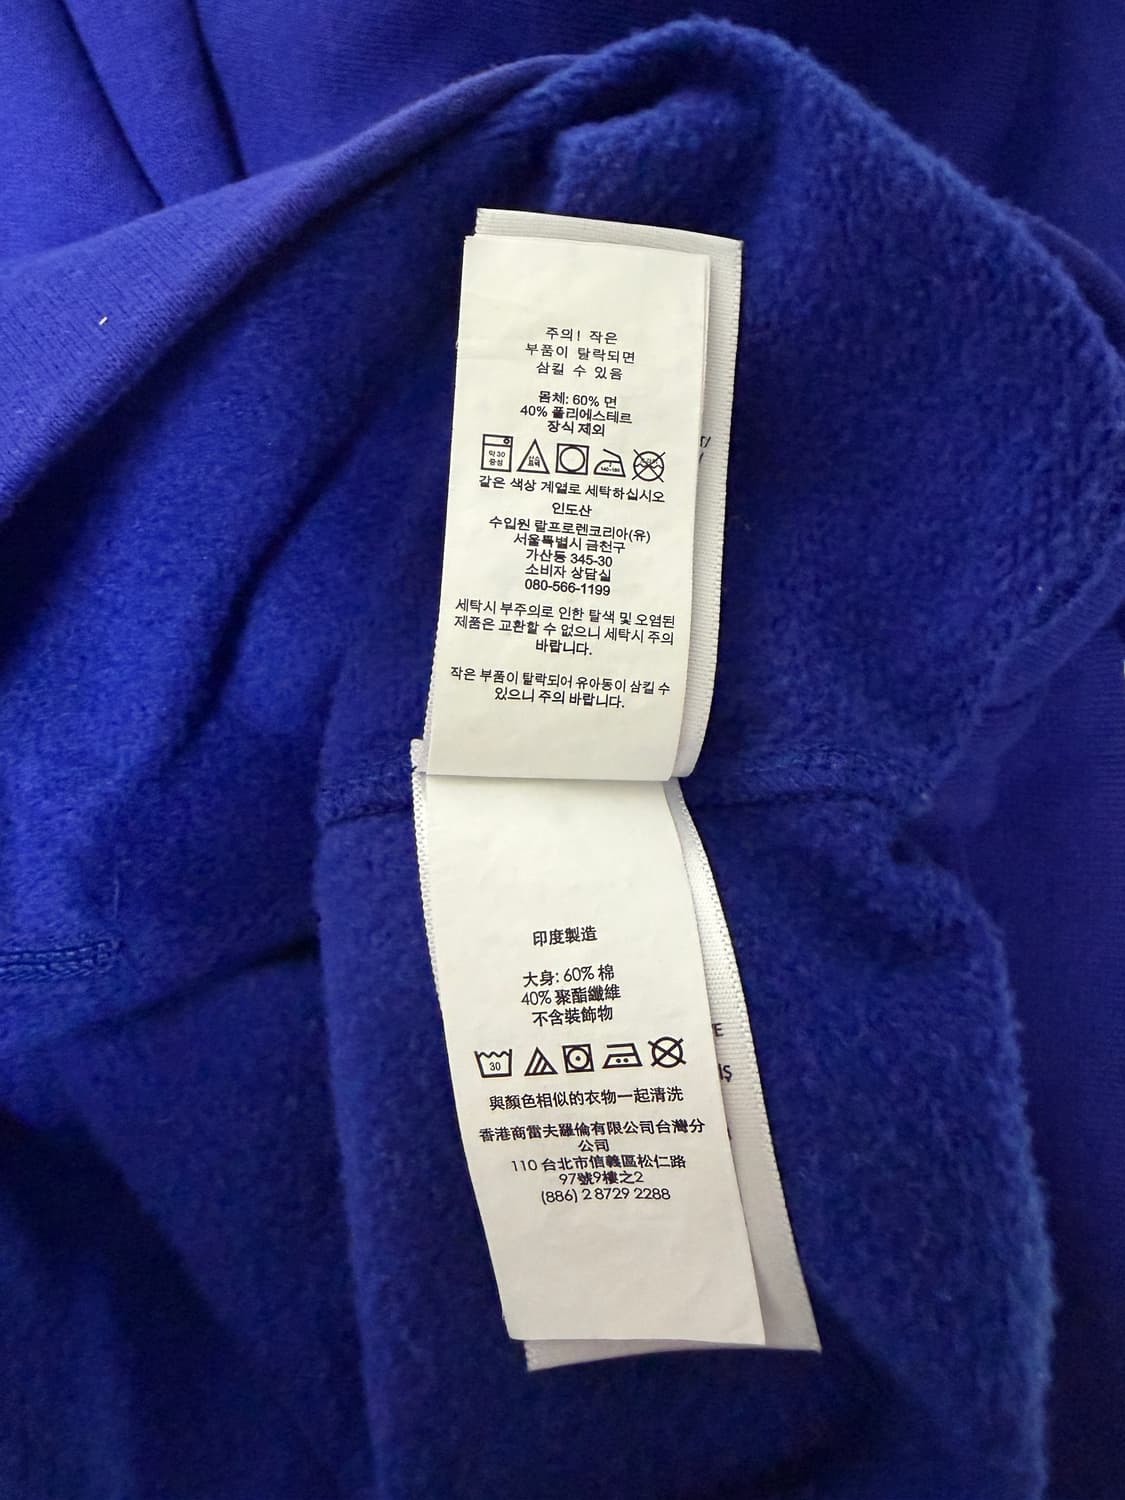 주의! 작은
부품이 탈락되면
삼킬 수 있음
몸체: 60% 면
40% 폴리에스테르
장식 제외
약 30
중성
산소
표백
140~160
같은 색상 계열로 세탁하십시오
인도산
수입원 랄프로렌코리아(유)
서울특별시 금천구
가산동 345-30
소비자 상담실
080-566-1199
세탁시 부주의로 인한 탈색 및 오염된
제품은 교환할 수 없으니 세탁시 주의
바랍니다.
작은 부품이 탈락되어 유아동이 삼킬 수
있으니 주의 바랍니다.
印度製造
大身: 60% 棉
40% 聚酯纖維
不含裝飾物
30
與顏色相似的衣物一起清洗
香港商雷夫羅倫有限公司台灣分
公司
110 台北市信義區松仁路
97號9樓之2
(886) 2 8729 2288